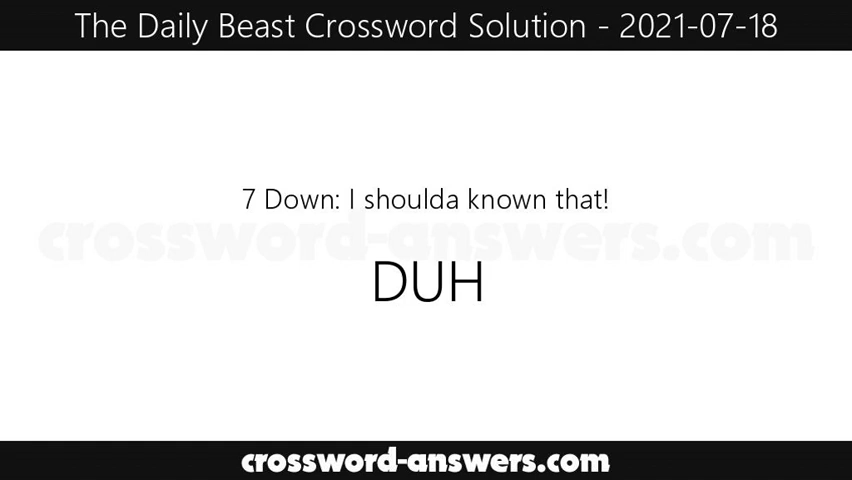 The Daily Beast Crossword Solution - 2021-07-18
7 Down: I shoulda known that!
crossword-answers.com
DUH
crossword-answers.com